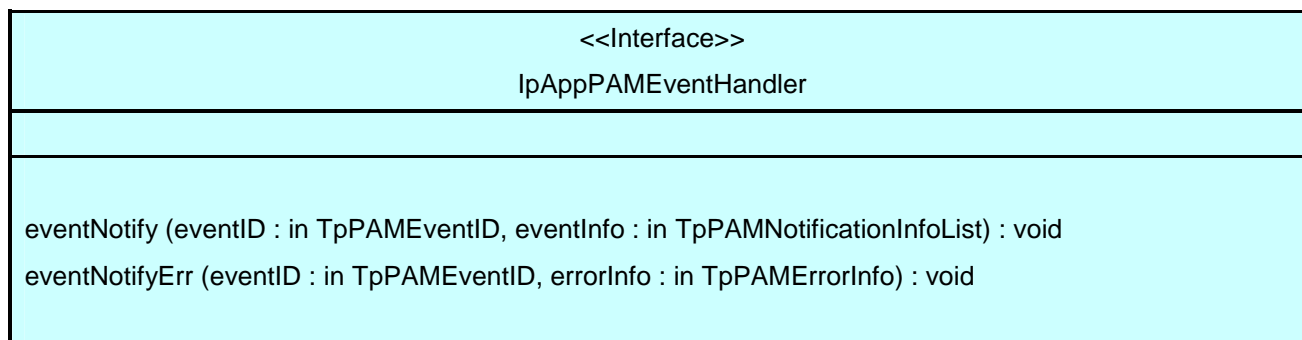 <<Interface>>
IpAppPAMEventHandler
eventNotify (eventID : in TpPAMEventID, eventInfo : in TpPAMNotificationInfoList) : void
eventNotifyErr (eventID : in TpPAMEventID, errorInfo : in TpPAMErrorInfo) : void